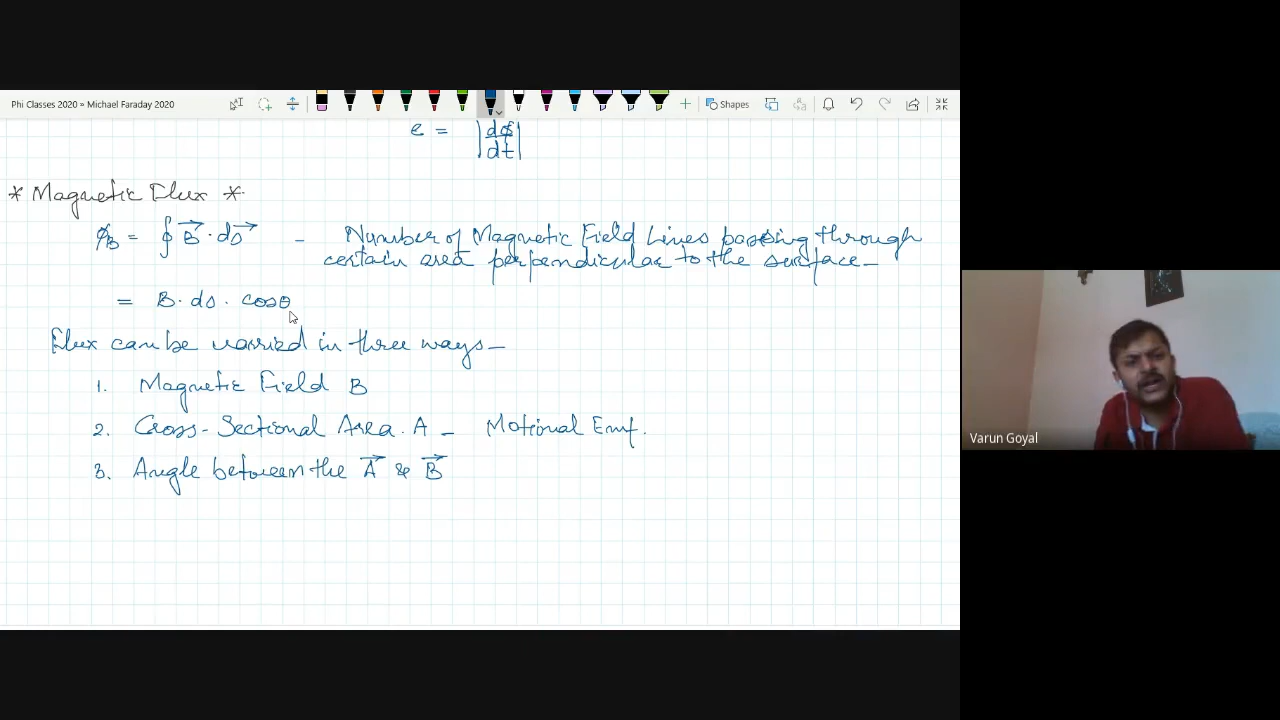 Phi Classes 2020 » Michael Faraday 2020
Shapes
e = |dφ/dt|
* Magnetic Flux *
φB = ∮ B⃗ · ds⃗ - Number of Magnetic Field Lines passing through
certain area perpendicular to the surface -
= B · ds · cosθ
Flux can be varried in three ways -
1. Magnetic Field B
2. Cross-Sectional Area. A - Motional Emf.
3. Angle between the A⃗ & B⃗
Varun Goyal